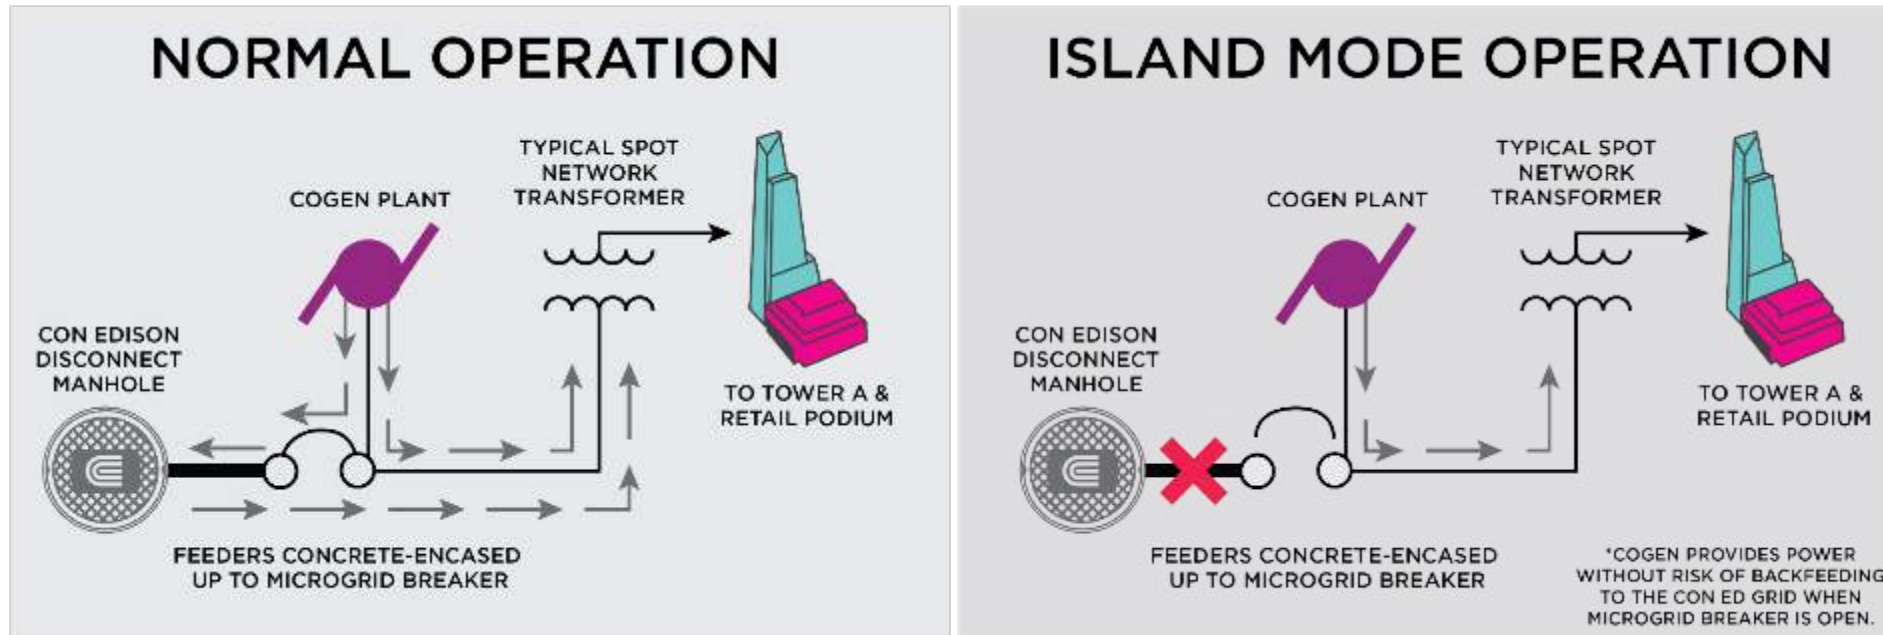 NORMAL OPERATION
TYPICAL SPOT
NETWORK
TRANSFORMER
COGEN PLANT
CON EDISON
DISCONNECT
MANHOLE
TO TOWER A &
RETAIL PODIUM
FEEDERS CONCRETE-ENCASED
UP TO MICROGRID BREAKER
ISLAND MODE OPERATION
TYPICAL SPOT
NETWORK
TRANSFORMER
COGEN PLANT
CON EDISON
DISCONNECT
MANHOLE
TO TOWER A &
RETAIL PODIUM
FEEDERS CONCRETE-ENCASED
UP TO MICROGRID BREAKER
*COGEN PROVIDES POWER
WITHOUT RISK OF BACKFEEDING
TO THE CON ED GRID WHEN
MICROGRID BREAKER IS OPEN.